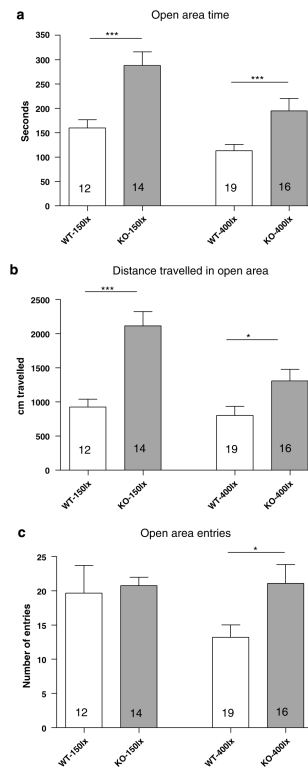 a
Open area time
***
***
Seconds
350
300
250
200
150
100
50
0
12
14
19
16
WT-150lx
KO-150lx
WT-400lx
KO-400lx
b
Distance travelled in open area
***
*
cm travelled
2500
2000
1500
1000
500
0
12
14
19
16
WT-150lx
KO-150lx
WT-400lx
KO-400lx
c
Open area entries
*
Number of entries
25
20
15
10
5
0
12
14
19
16
WT-150lx
KO-150lx
WT-400lx
KO-400lx